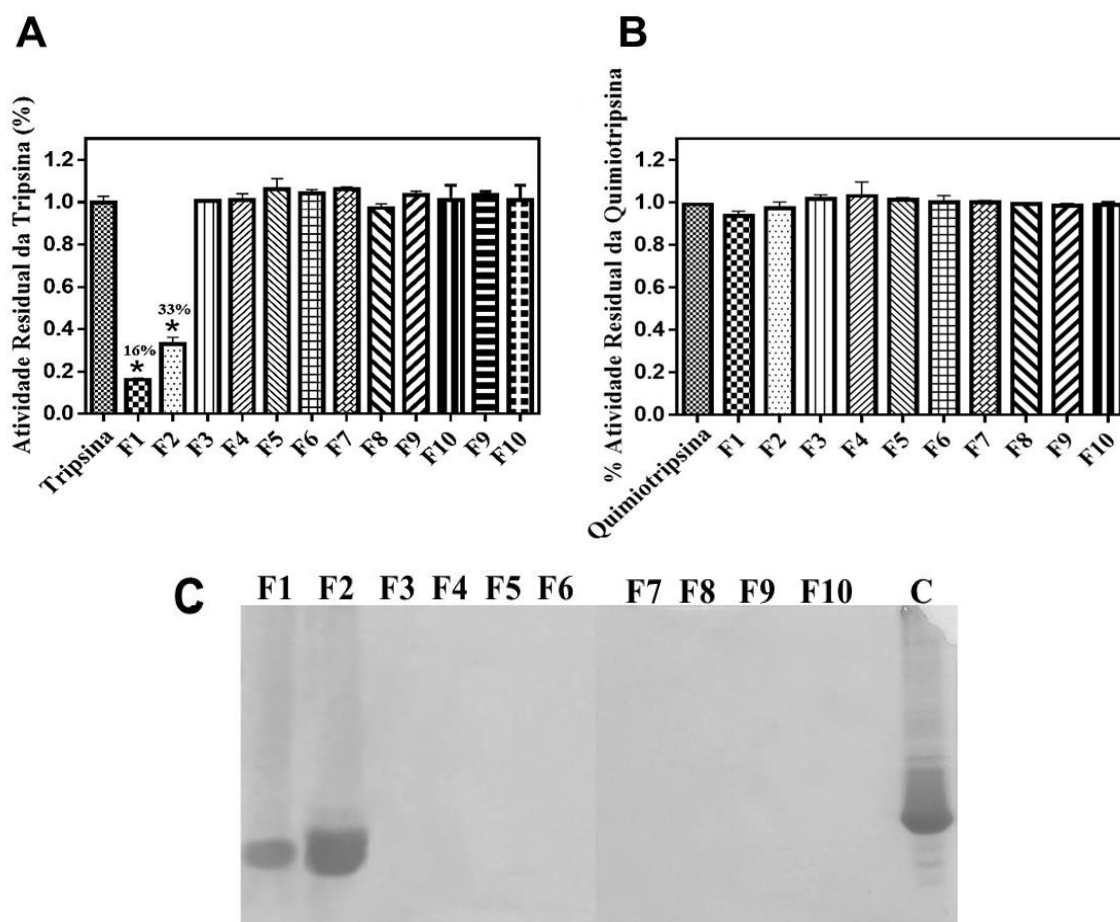 A
Atividade Residual da Tripsina (%)
1.2
1.0
0.8
0.6
0.4
0.2
0.0
16%
*
33%
*
Tripsina F1 F2 F3 F4 F5 F6 F7 F8 F9 F10 F9 F10
B
% Atividade Residual da Quimiotripsina
1.2
1.0
0.8
0.6
0.4
0.2
0.0
Quimiotripsina F1 F2 F3 F4 F5 F6 F7 F8 F9 F10
C
F1 F2 F3 F4 F5 F6 F7 F8 F9 F10 C